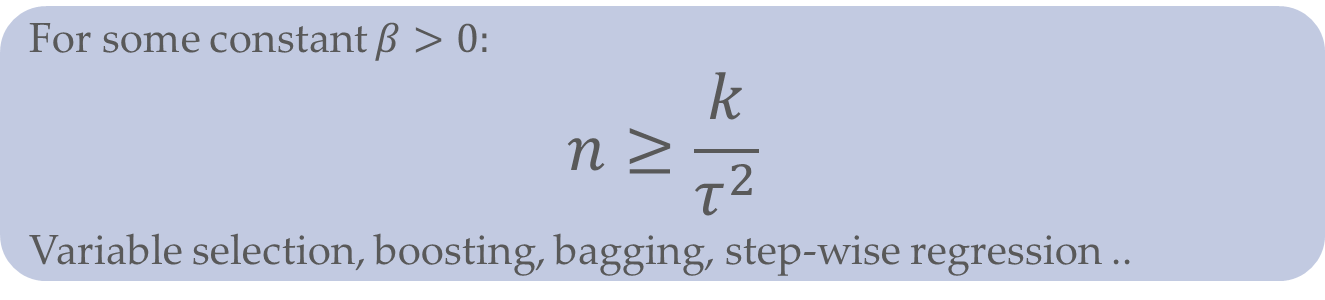 For some constant β > 0:
n ≥ k / τ²
Variable selection, boosting, bagging, step-wise regression ..